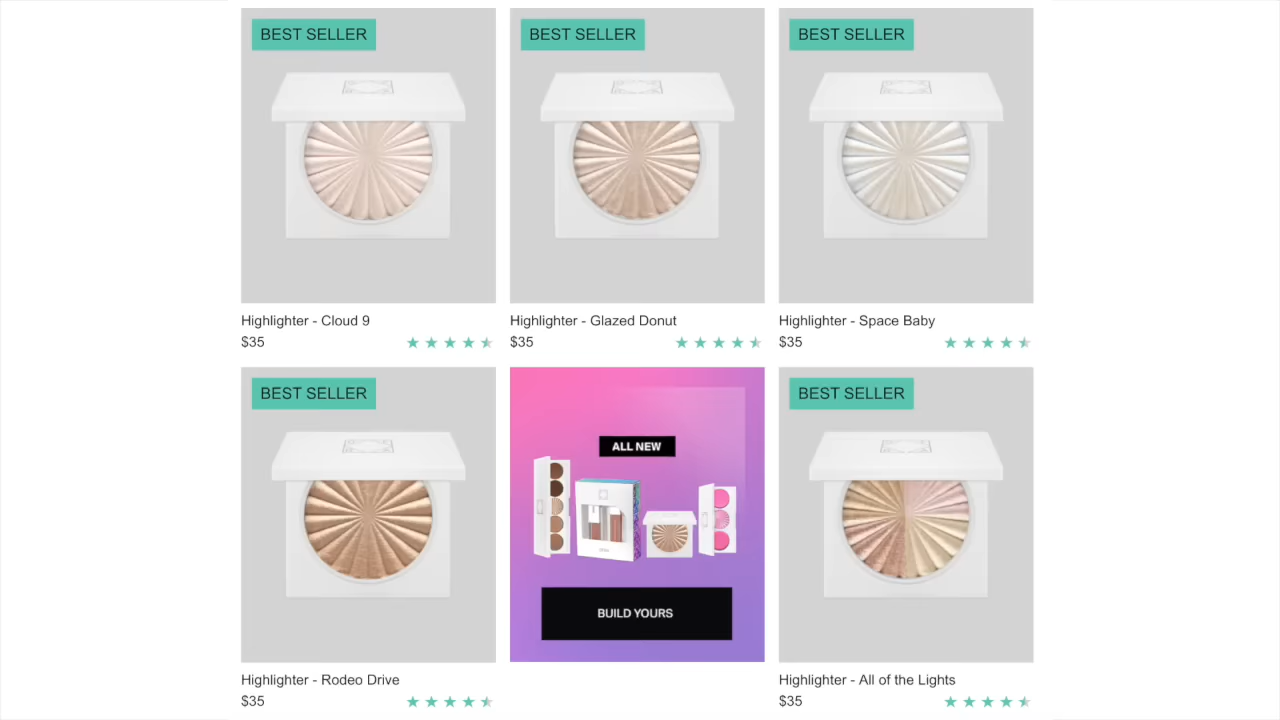 BEST SELLER
BEST SELLER
BEST SELLER
Highlighter - Cloud 9
$35
Highlighter - Glazed Donut
$35
Highlighter - Space Baby
$35
BEST SELLER
ALL NEW
BUILD YOURS
BEST SELLER
Highlighter - Rodeo Drive
$35
Highlighter - All of the Lights
$35